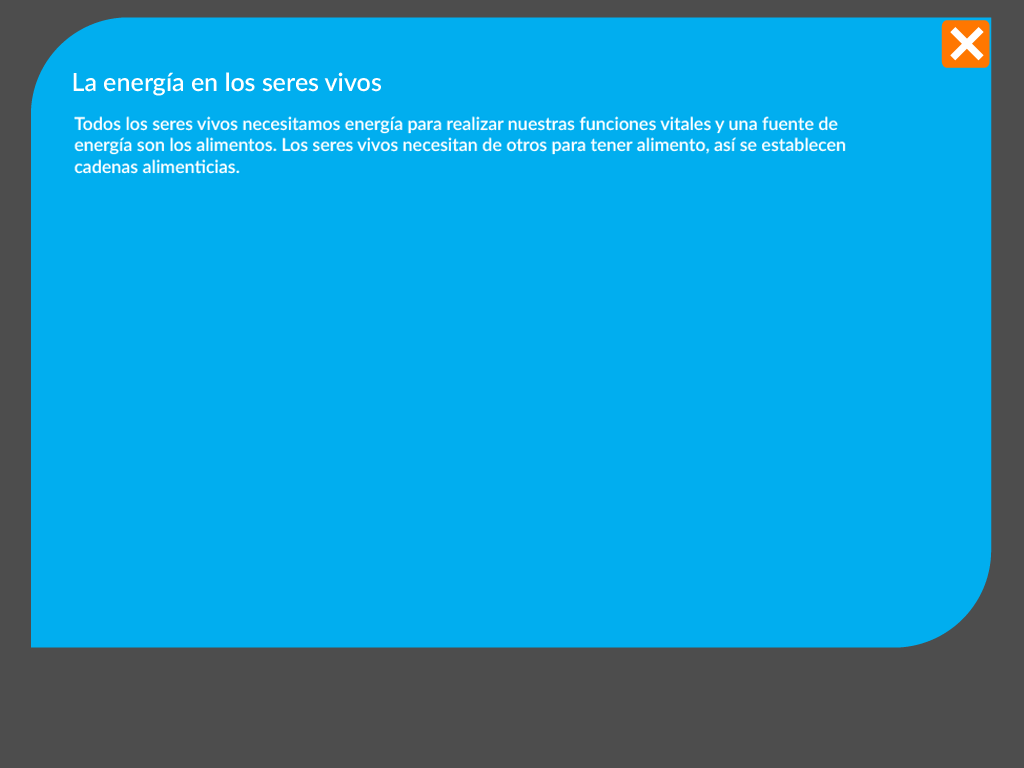 La energía en los seres vivos
Todos los seres vivos necesitamos energía para realizar nuestras funciones vitales y una fuente de
energía son los alimentos. Los seres vivos necesitan de otros para tener alimento, así se establecen
cadenas alimenticias.